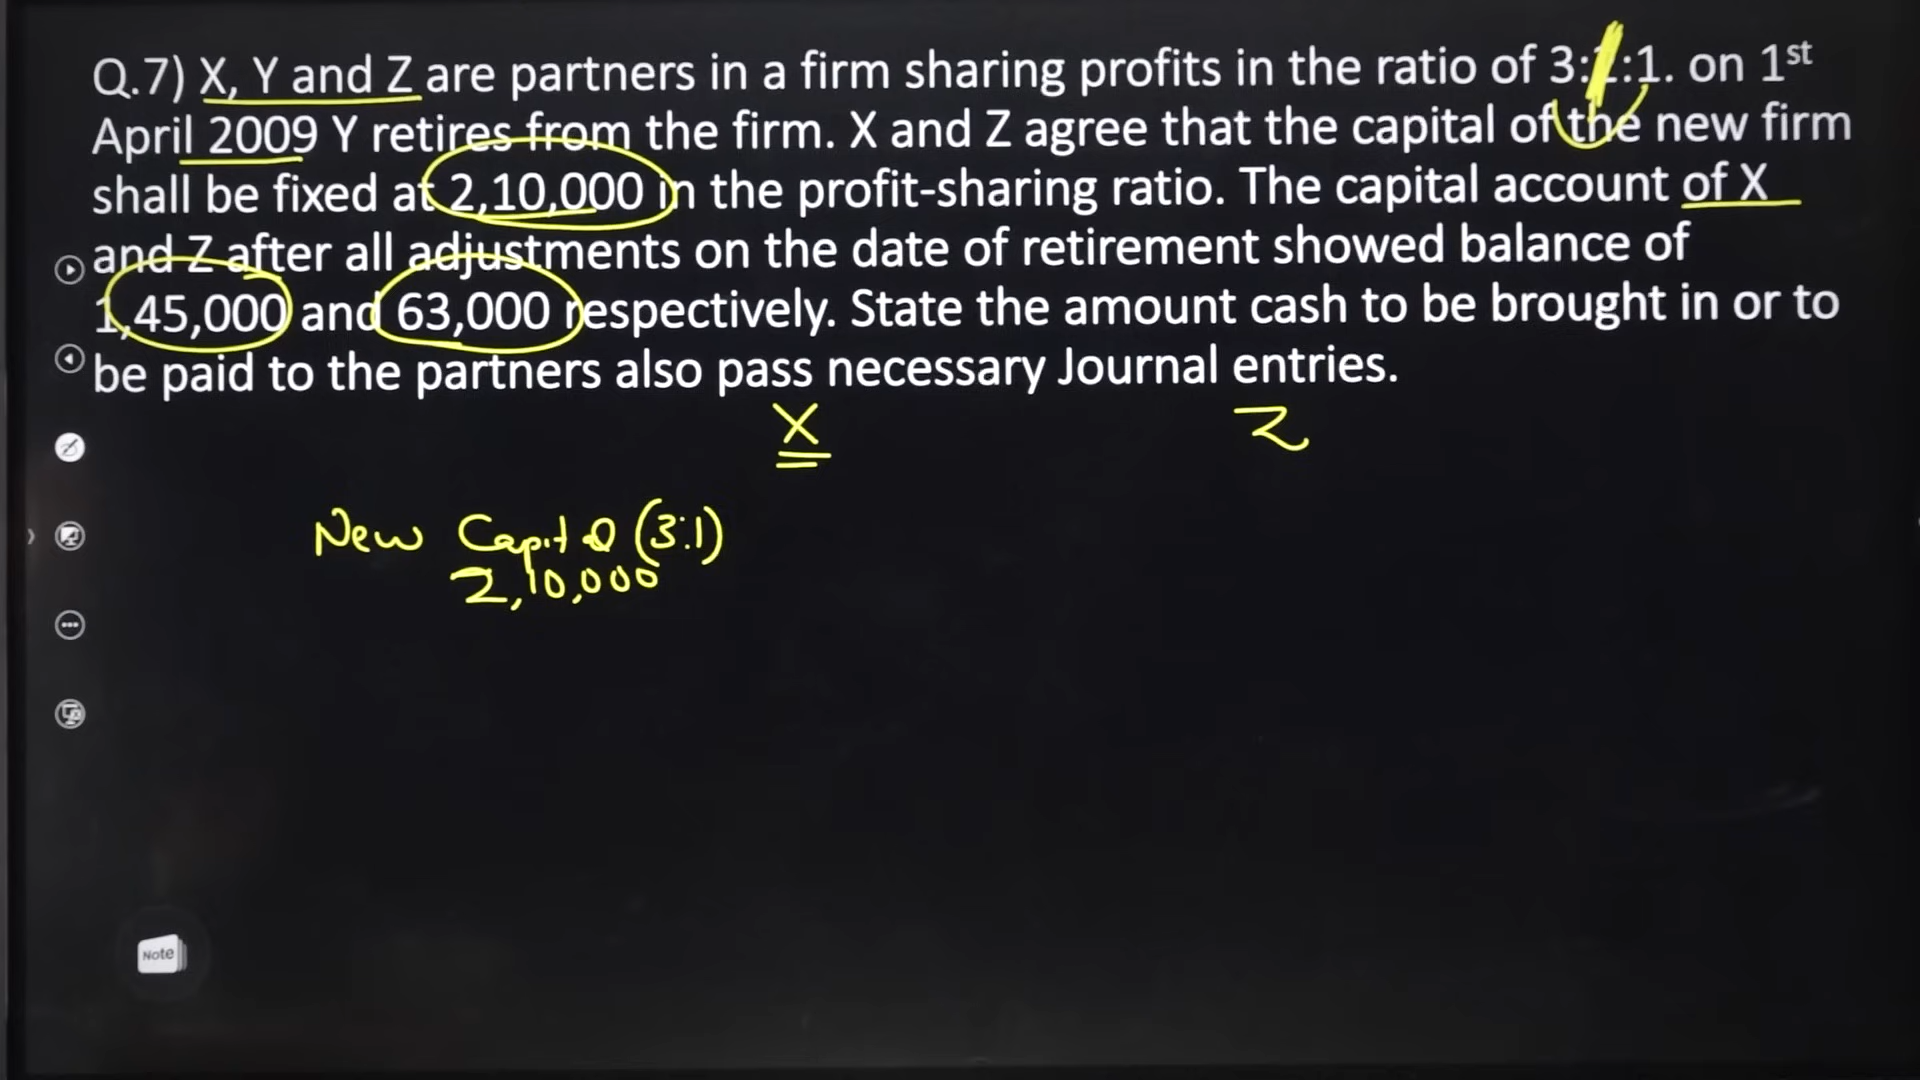 Q.7) X, Y and Z are partners in a firm sharing profits in the ratio of 3: :1. on 1st
April 2009 Y retires from the firm. X and Z agree that the capital of the new firm
shall be fixed at 2,10,000 in the profit-sharing ratio. The capital account of X
and Z after all adjustments on the date of retirement showed balance of
1,45,000 and 63,000 respectively. State the amount cash to be brought in or to
be paid to the partners also pass necessary Journal entries.
X Z
New Capital (3:1)
2,10,000
Note